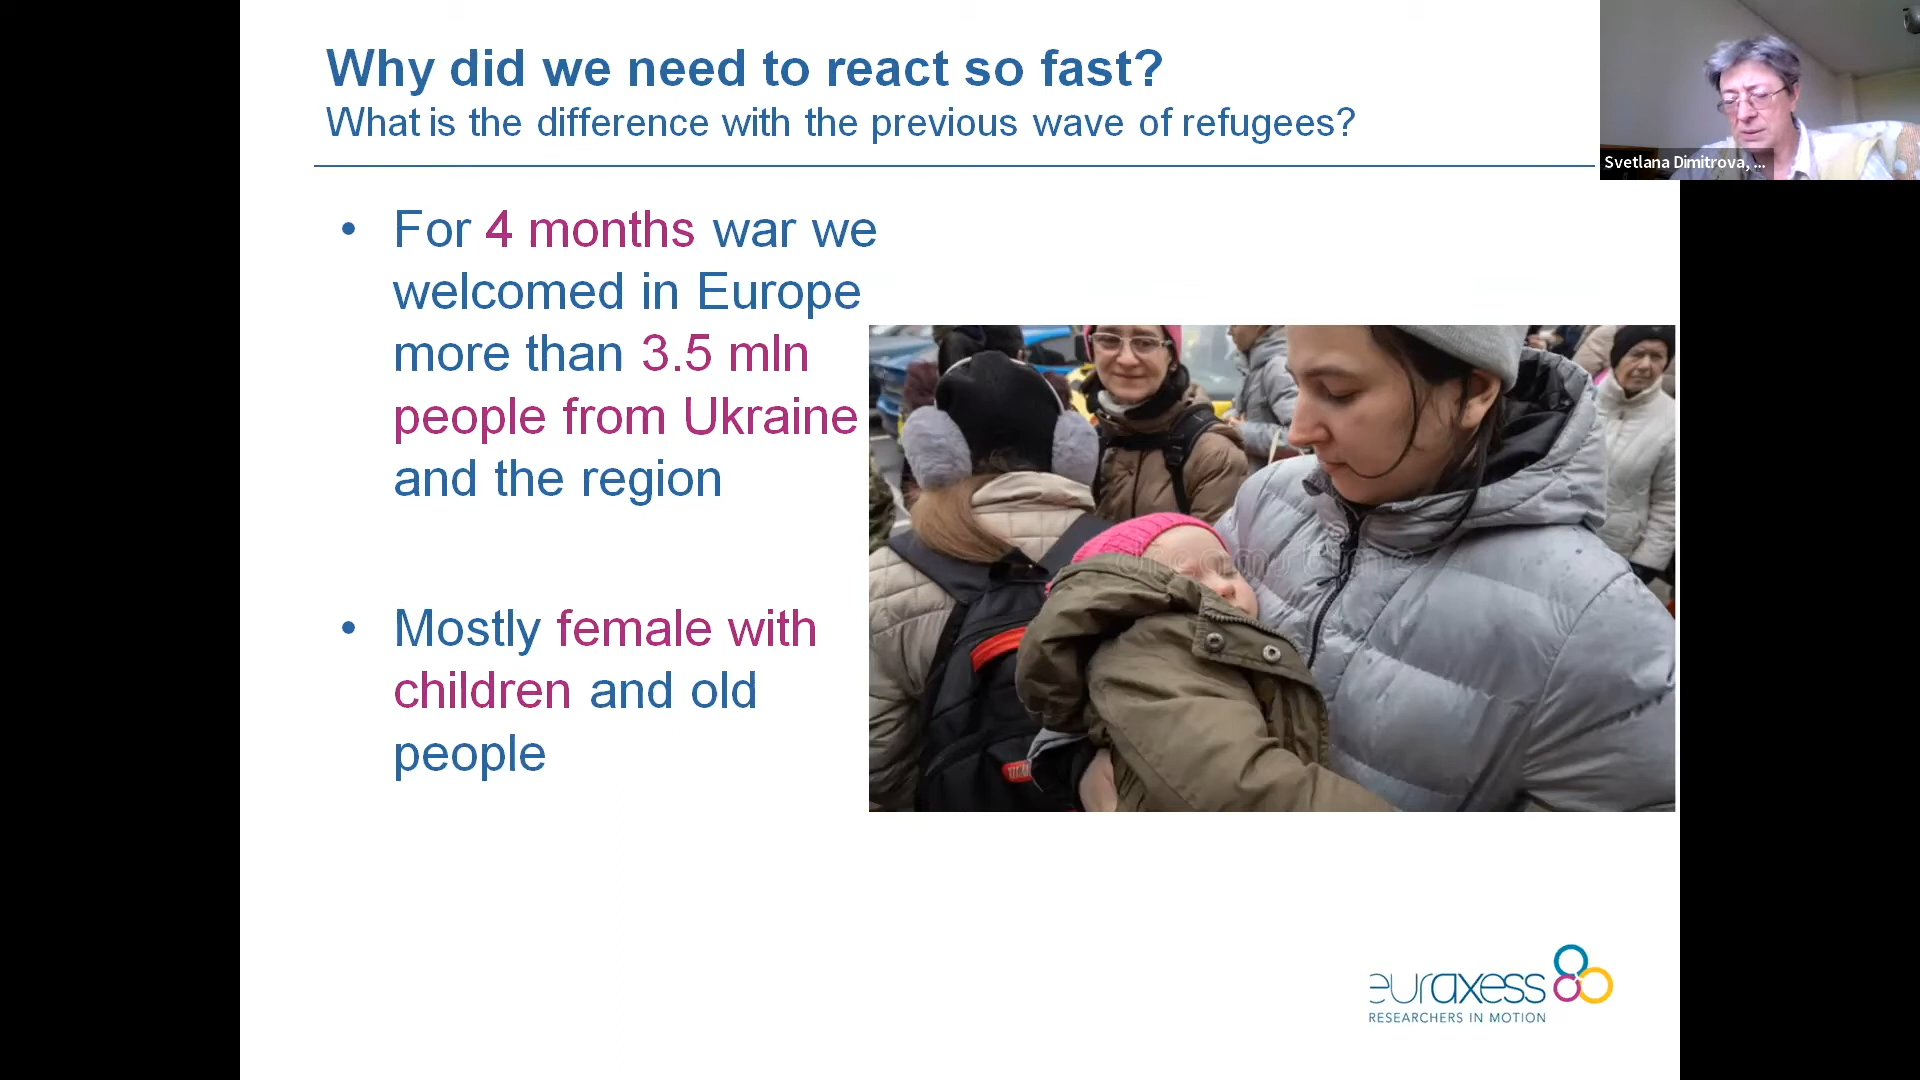 Why did we need to react so fast?
What is the difference with the previous wave of refugees?
Svetlana Dimitrova, ...
• For 4 months war we
welcomed in Europe
more than 3.5 mln
people from Ukraine
and the region
• Mostly female with
children and old
people
dreamstime
euraxess
RESEARCHERS IN MOTION